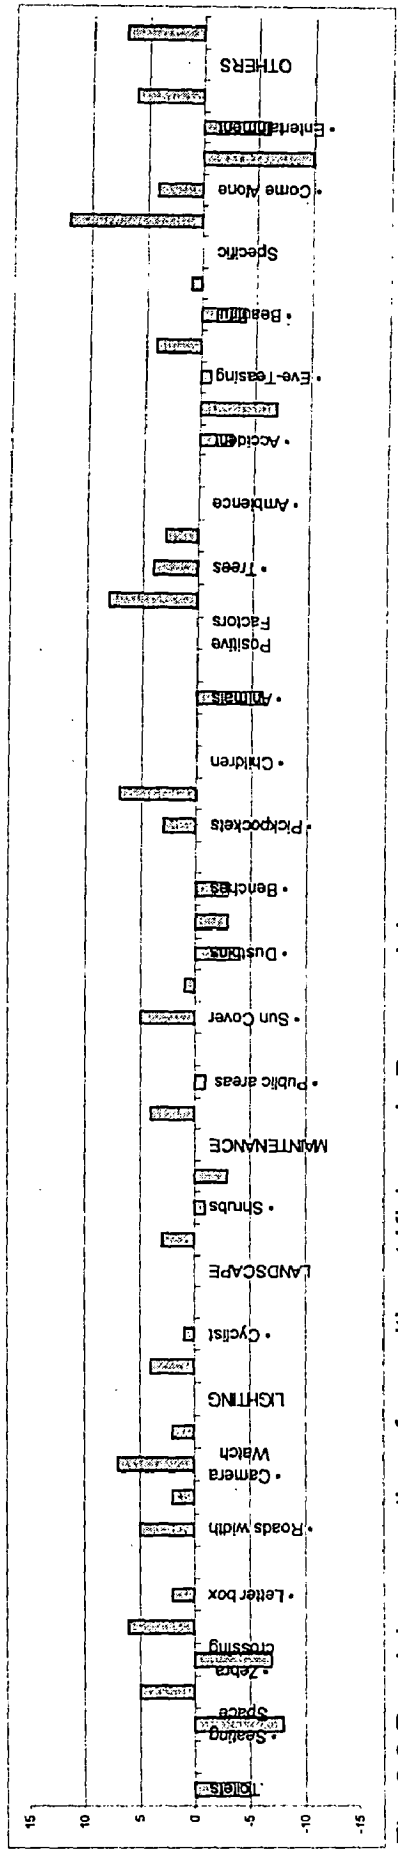 15
10
5
0
-5
-10
-15
Toilets
• Seating
Space
• Zebra
crossing
• Letter box
• Roads width
• Camera
Watch
LIGHTING
• Cyclist
LANDSCAPE
• Shrubs
MAINTENANCE
• Public areas
• Sun Cover
• Dustbins
• Benches
• Pickpockets
• Children
• Animals
Positive
Factors
• Trees
• Ambience
• Accident
• Eve-Teasing
• Beautiful
Specific
• Come Alone
• Entertainment
OTHERS